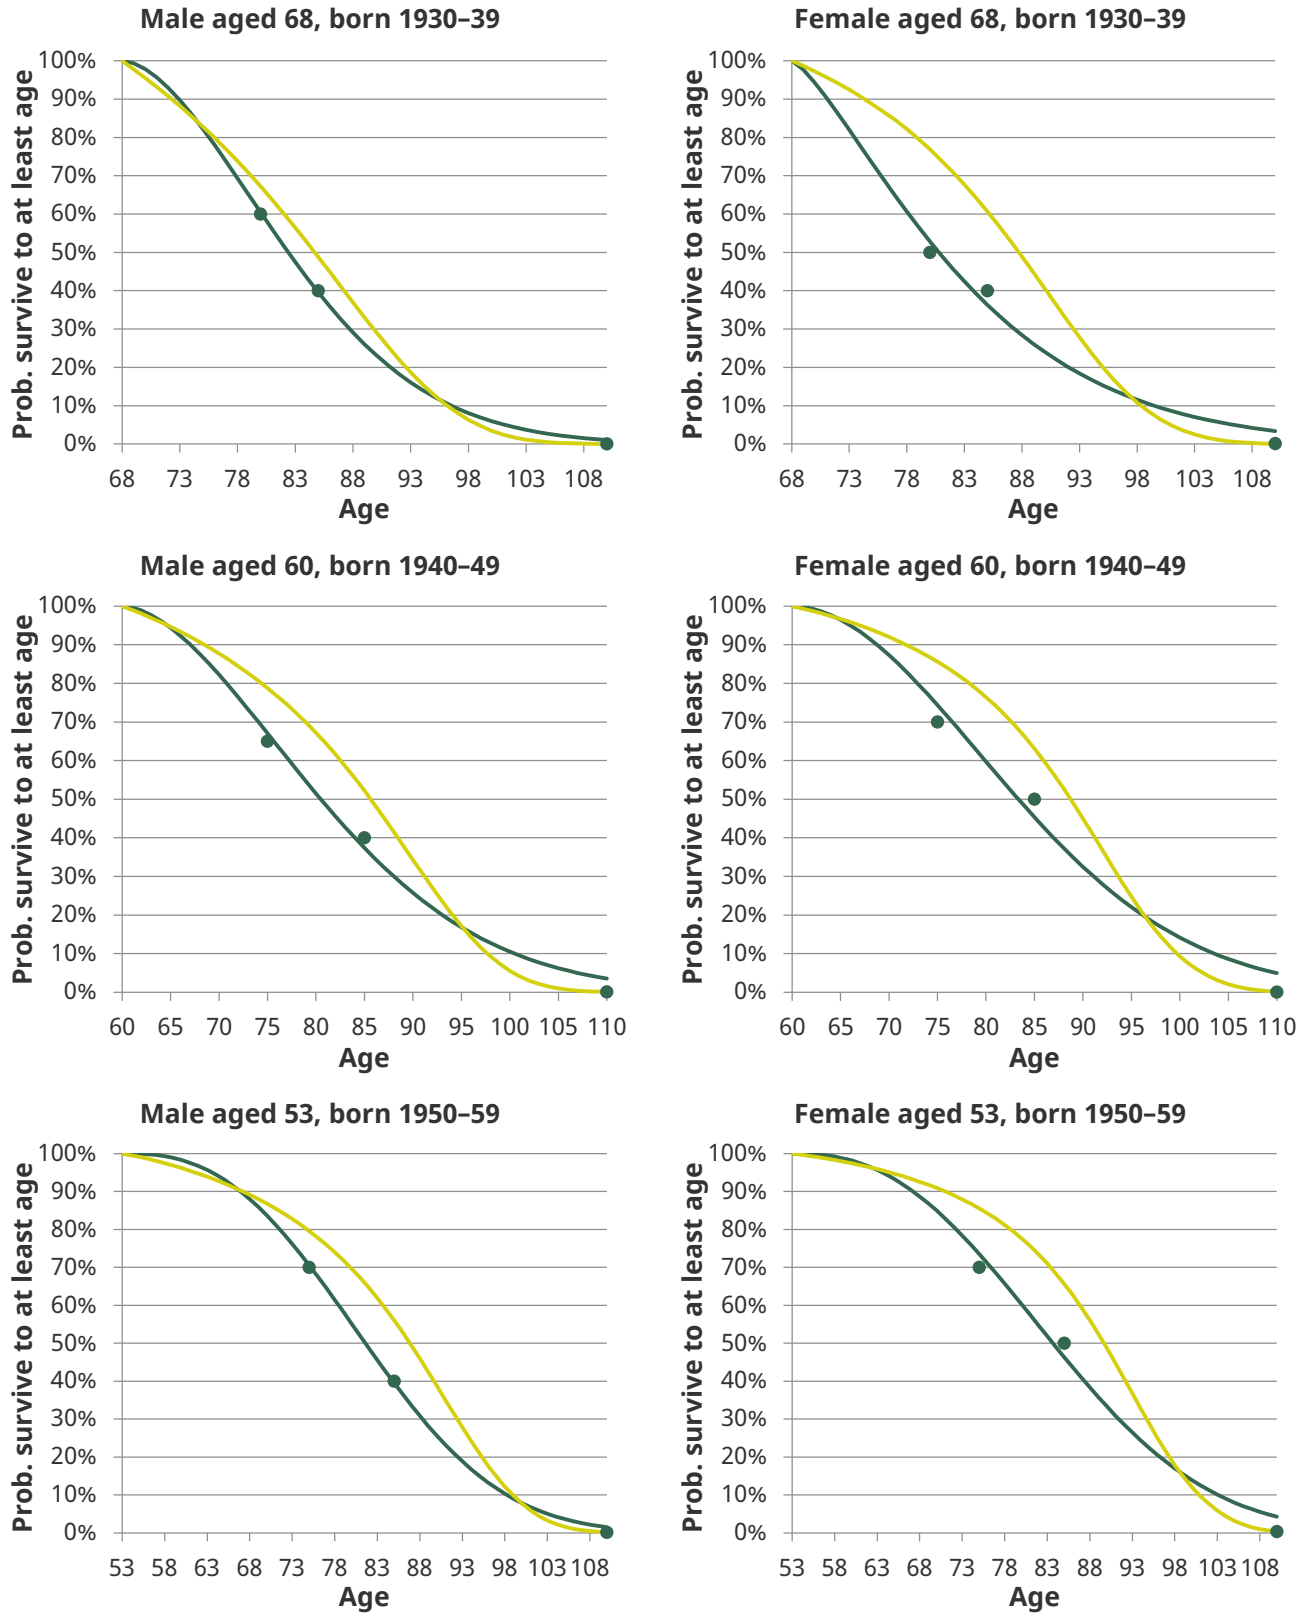 Male aged 68, born 1930–39
Prob. survive to at least age
100%
90%
80%
70%
60%
50%
40%
30%
20%
10%
0%
68 73 78 83 88 93 98 103 108
Age
Female aged 68, born 1930–39
Prob. survive to at least age
100%
90%
80%
70%
60%
50%
40%
30%
20%
10%
0%
68 73 78 83 88 93 98 103 108
Age
Male aged 60, born 1940–49
Prob. survive to at least age
100%
90%
80%
70%
60%
50%
40%
30%
20%
10%
0%
60 65 70 75 80 85 90 95 100 105 110
Age
Female aged 60, born 1940–49
Prob. survive to at least age
100%
90%
80%
70%
60%
50%
40%
30%
20%
10%
0%
60 65 70 75 80 85 90 95 100 105 110
Age
Male aged 53, born 1950–59
Prob. survive to at least age
100%
90%
80%
70%
60%
50%
40%
30%
20%
10%
0%
53 58 63 68 73 78 83 88 93 98 103 108
Age
Female aged 53, born 1950–59
Prob. survive to at least age
100%
90%
80%
70%
60%
50%
40%
30%
20%
10%
0%
53 58 63 68 73 78 83 88 93 98 103 108
Age